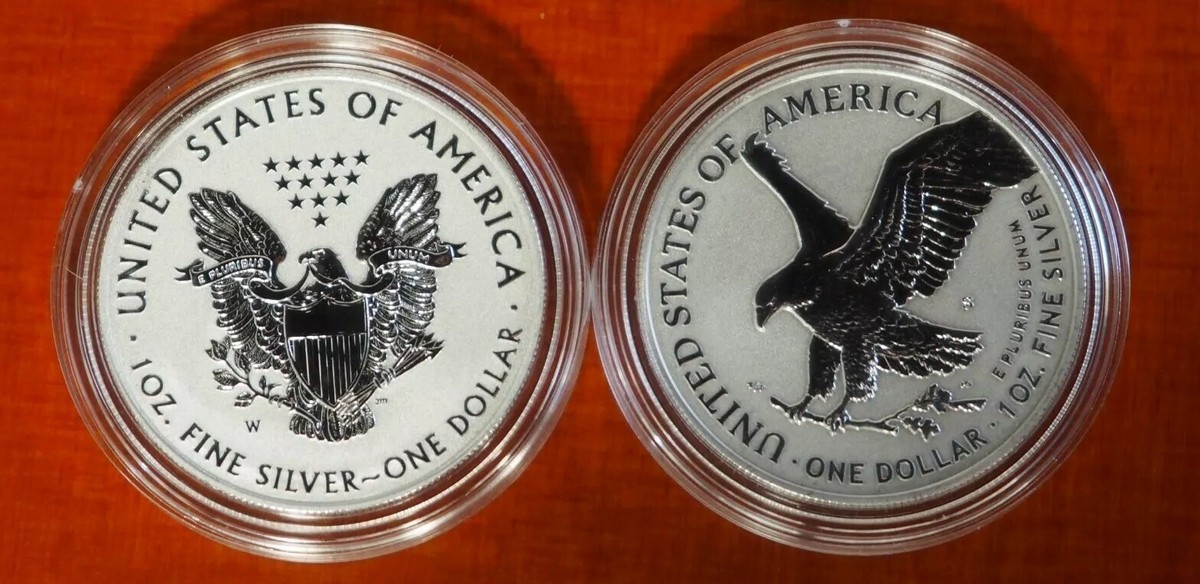 UNITED STATES OF AMERICA
E PLURIBUS UNUM
W
· 1 OZ. FINE SILVER~ONE DOLLAR ·
UNITED STATES OF AMERICA
E PLURIBUS UNUM
· ONE DOLLAR · 1 OZ. FINE SILVER